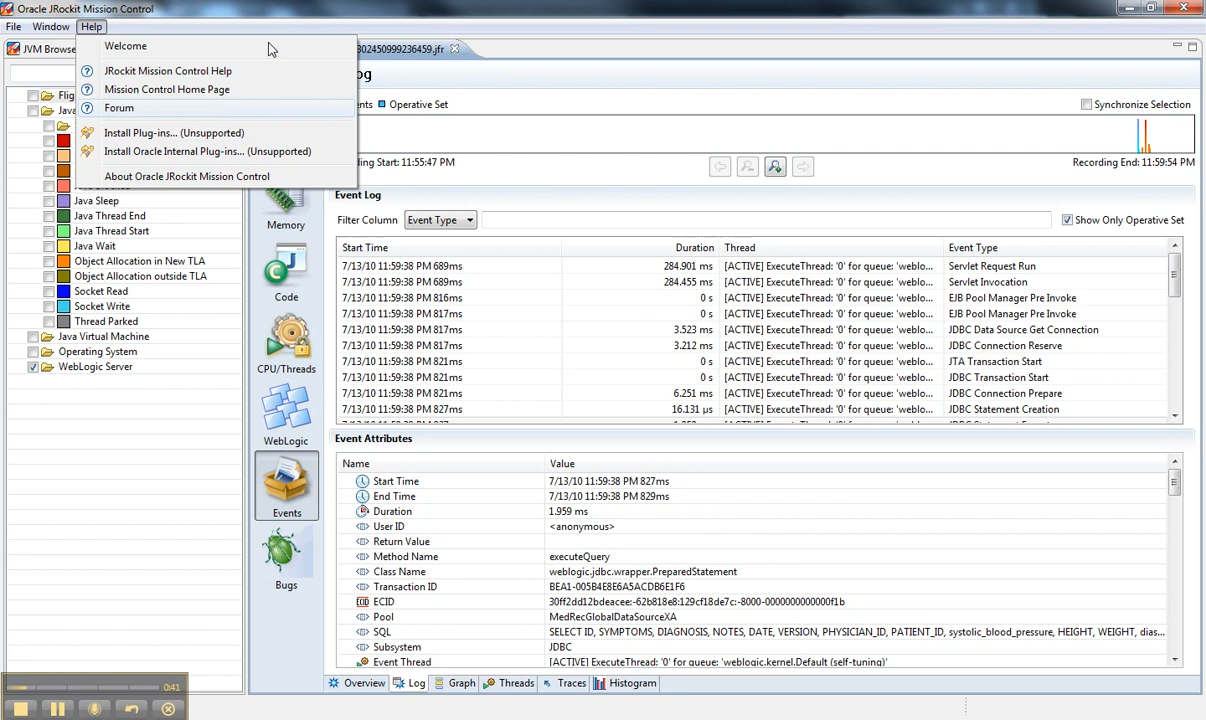 Oracle JRockit Mission Control
File Window Help
JVM Browse
302450999236459.jfr
Welcome
JRockit Mission Control Help
Mission Control Home Page
Forum
Install Plug-ins... (Unsupported)
Install Oracle Internal Plug-ins... (Unsupported)
About Oracle JRockit Mission Control
Flig
Java
Java Sleep
Java Thread End
Java Thread Start
Java Wait
Object Allocation in New TLA
Object Allocation outside TLA
Socket Read
Socket Write
Thread Parked
Java Virtual Machine
Operating System
WebLogic Server
0:41
Memory
Code
CPU/Threads
WebLogic
Events
Bugs
og
ents Operative Set
Synchronize Selection
ding Start: 11:55:47 PM
Recording End: 11:59:54 PM
Event Log
Filter Column Event Type
Show Only Operative Set
Start Time Duration Thread Event Type
7/13/10 11:59:38 PM 689ms 284.901 ms [ACTIVE] ExecuteThread: '0' for queue: 'weblo... Servlet Request Run
7/13/10 11:59:38 PM 689ms 284.455 ms [ACTIVE] ExecuteThread: '0' for queue: 'weblo... Servlet Invocation
7/13/10 11:59:38 PM 816ms 0 s [ACTIVE] ExecuteThread: '0' for queue: 'weblo... EJB Pool Manager Pre Invoke
7/13/10 11:59:38 PM 817ms 0 s [ACTIVE] ExecuteThread: '0' for queue: 'weblo... EJB Pool Manager Pre Invoke
7/13/10 11:59:38 PM 817ms 3.523 ms [ACTIVE] ExecuteThread: '0' for queue: 'weblo... JDBC Data Source Get Connection
7/13/10 11:59:38 PM 817ms 3.212 ms [ACTIVE] ExecuteThread: '0' for queue: 'weblo... JDBC Connection Reserve
7/13/10 11:59:38 PM 821ms 0 s [ACTIVE] ExecuteThread: '0' for queue: 'weblo... JTA Transaction Start
7/13/10 11:59:38 PM 821ms 0 s [ACTIVE] ExecuteThread: '0' for queue: 'weblo... JDBC Transaction Start
7/13/10 11:59:38 PM 821ms 6.251 ms [ACTIVE] ExecuteThread: '0' for queue: 'weblo... JDBC Connection Prepare
7/13/10 11:59:38 PM 827ms 16.131 µs [ACTIVE] ExecuteThread: '0' for queue: 'weblo... JDBC Statement Creation
Event Attributes
Name Value
Start Time 7/13/10 11:59:38 PM 827ms
End Time 7/13/10 11:59:38 PM 829ms
Duration 1.959 ms
User ID <anonymous>
Return Value
Method Name executeQuery
Class Name weblogic.jdbc.wrapper.PreparedStatement
Transaction ID BEA1-005B4E8E6A5ACDB6E1F6
ECID 30ff2dd12bdeacee:-62b818e8:129cf18de7c:-8000-0000000000000f1b
Pool MedRecGlobalDataSourceXA
SQL SELECT ID, SYMPTOMS, DIAGNOSIS, NOTES, DATE, VERSION, PHYSICIAN_ID, PATIENT_ID, systolic_blood_pressure, HEIGHT, WEIGHT, dias...
Subsystem JDBC
Event Thread [ACTIVE] ExecuteThread: '0' for queue: 'weblogic.kernel.Default (self-tuning)'
Overview Log Graph Threads Traces Histogram